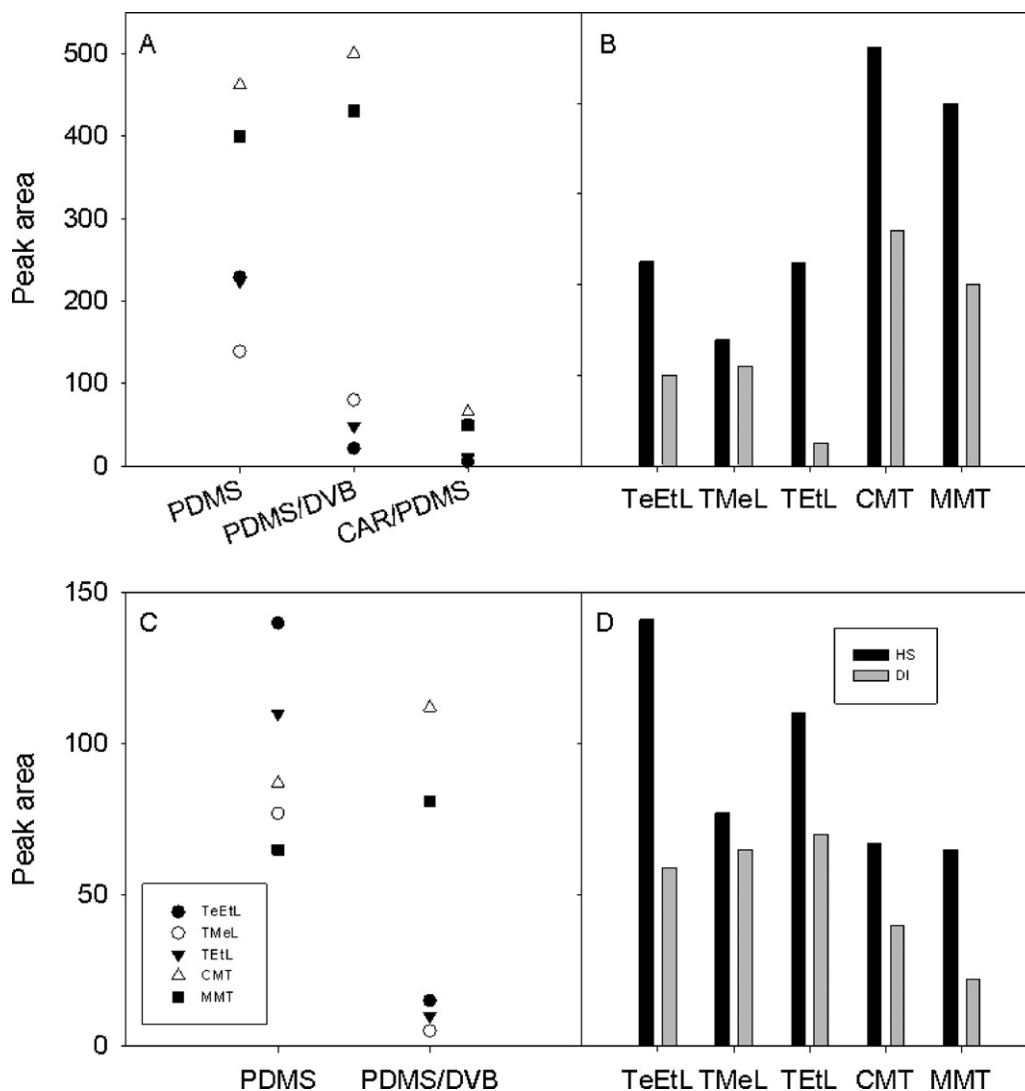 A
B
Peak area
500
400
300
200
100
0
PDMS
PDMS/DVB
CAR/PDMS
TeEtL TMeL TEtL CMT MMT
C
D
Peak area
150
100
50
0
TeEtL
TMeL
TEtL
CMT
MMT
HS
DI
PDMS PDMS/DVB
TeEtL TMeL TEtL CMT MMT